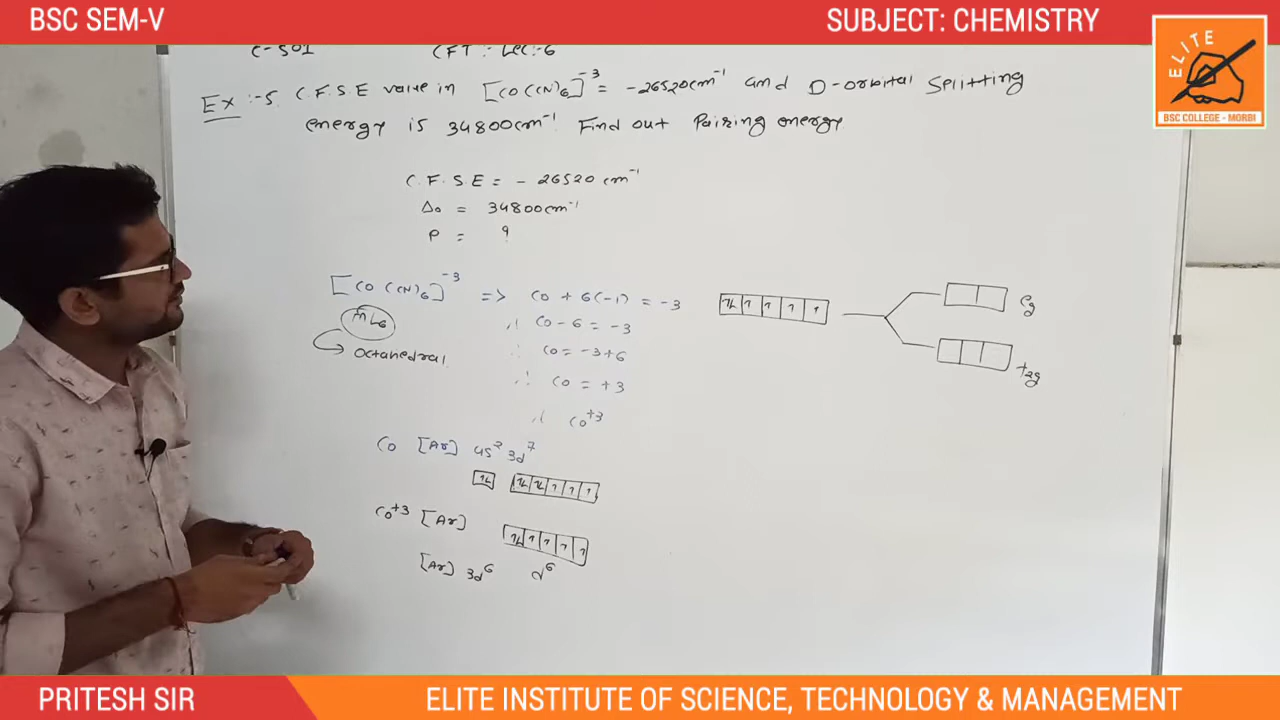 BSC SEM-V
SUBJECT: CHEMISTRY
ELITE
BSC COLLEGE - MORBI
C-501 CFT :- Lec:-6
Ex :-5 C.F.S.E value in [CO(CN)6]⁻³ = -26520cm⁻¹ and D-orbital Splitting
energy is 34800cm⁻¹. Find out Pairing energy.
C.F.S.E = - 26520 cm⁻¹
Δ₀ = 34800cm⁻¹
P = ?
[CO(CN)6]⁻³ => CO + 6(-1) = -3
ML6
∴ CO - 6 = -3
Octahedral
∴ CO = -3+6
∴ CO = +3
∴ CO⁺³
eg
t2g
CO [Ar] 4s² 3d⁷
CO⁺³ [Ar]
[Ar] 3d⁶ d⁶
PRITESH SIR
ELITE INSTITUTE OF SCIENCE, TECHNOLOGY & MANAGEMENT